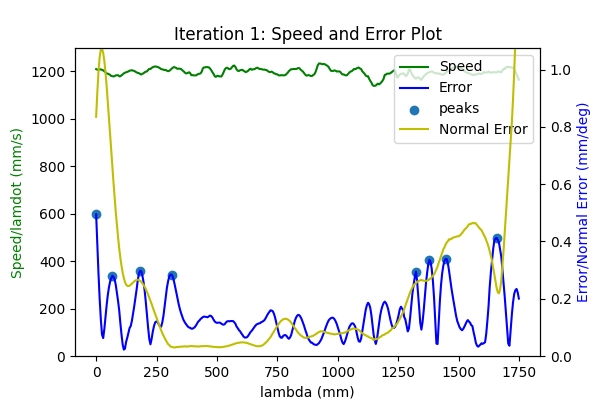 Iteration 1: Speed and Error Plot
Speed/lamdot (mm/s)
1200
1000
800
600
400
200
0
Speed
Error
peaks
Normal Error
1.0
0.8
0.6
0.4
0.2
0.0
Error/Normal Error (mm/deg)
0 250 500 750 1000 1250 1500 1750
lambda (mm)